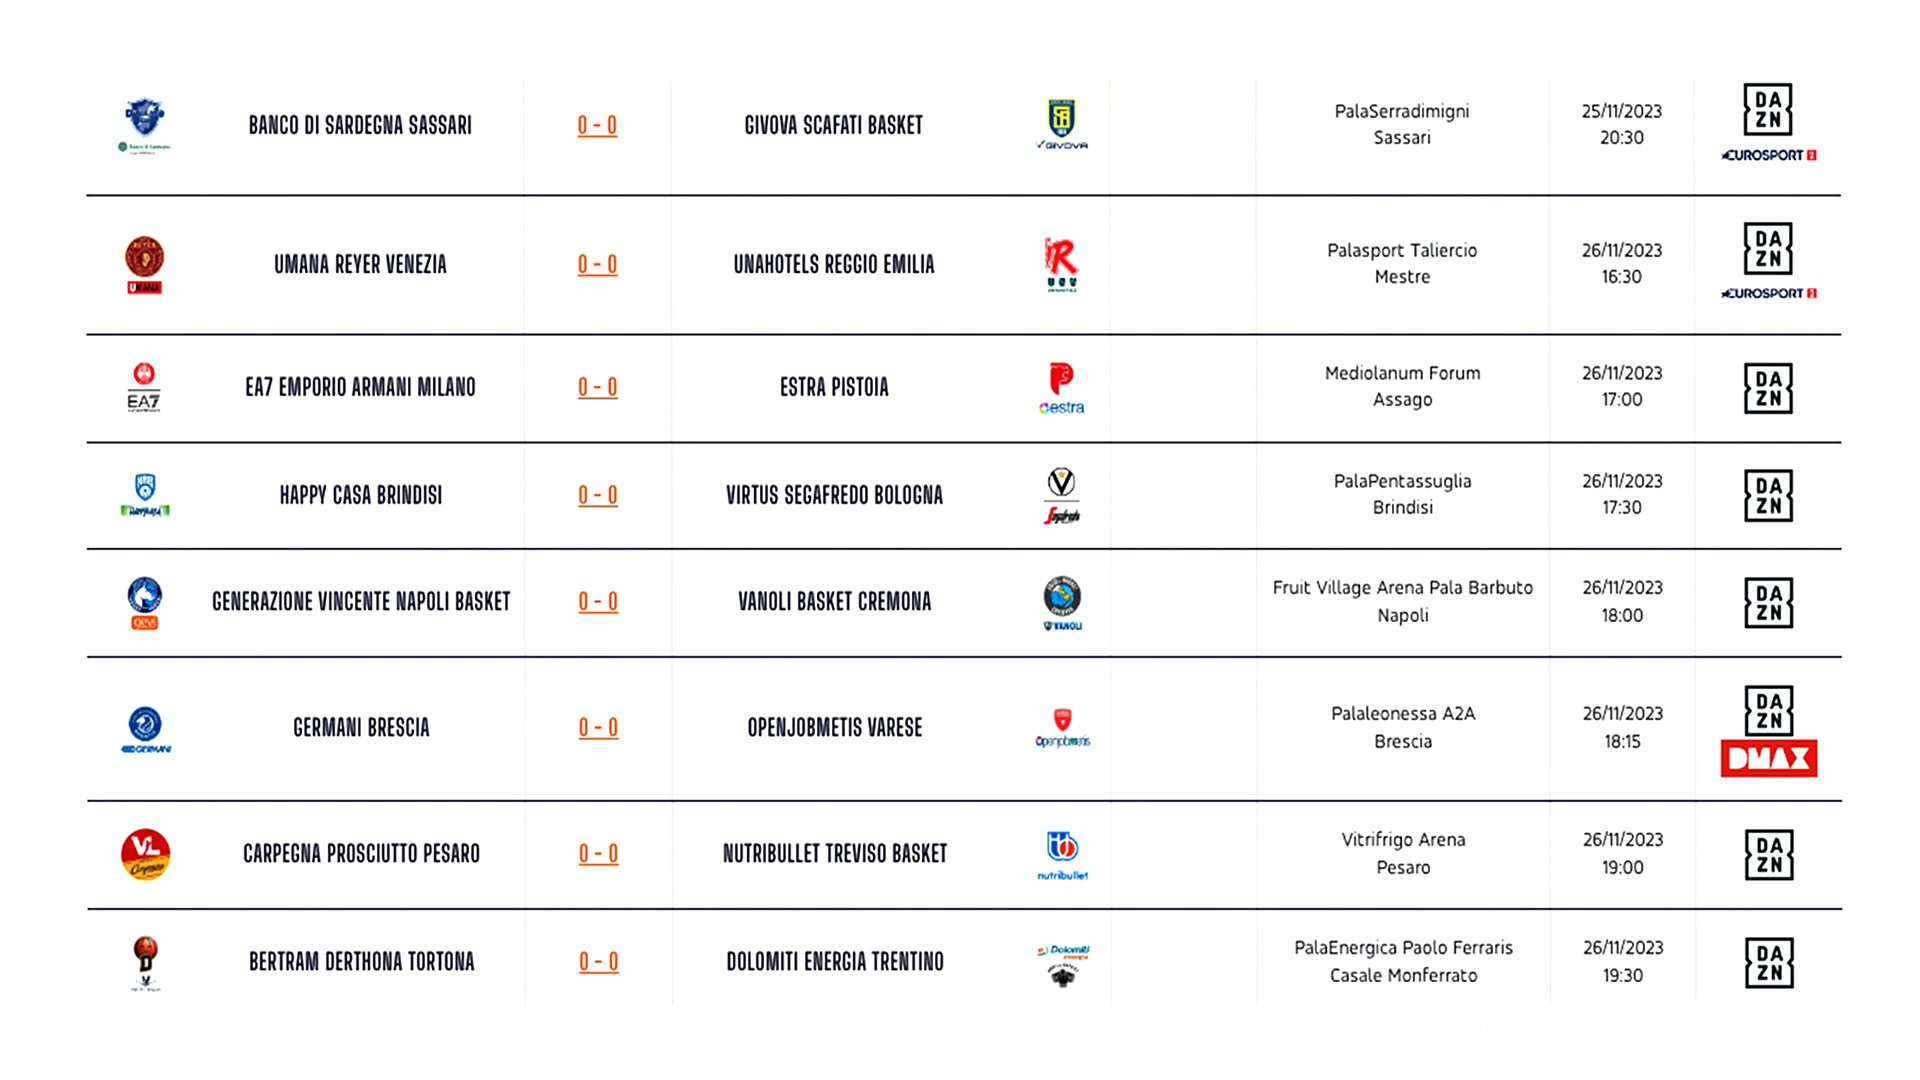 BANCO DI SARDEGNA SASSARI
0 - 0
GIVOVA SCAFATI BASKET
GIVOVA
PalaSerradimigni
Sassari
25/11/2023
20:30
DA
ZN
EUROSPORT 2
UMANA REYER VENEZIA
UMANA
0 - 0
UNAHOTELS REGGIO EMILIA
Palasport Taliercio
Mestre
26/11/2023
16:30
DA
ZN
EUROSPORT 2
EA7
EA7 EMPORIO ARMANI MILANO
0 - 0
ESTRA PISTOIA
estra
Mediolanum Forum
Assago
26/11/2023
17:00
DA
ZN
HAPPY CASA BRINDISI
0 - 0
VIRTUS SEGAFREDO BOLOGNA
V
Segafredo
PalaPentassuglia
Brindisi
26/11/2023
17:30
DA
ZN
GENERAZIONE VINCENTE NAPOLI BASKET
0 - 0
VANOLI BASKET CREMONA
VANOLI
Fruit Village Arena Pala Barbuto
Napoli
26/11/2023
18:00
DA
ZN
GERMANI
GERMANI BRESCIA
0 - 0
OPENJOBMETIS VARESE
Openjobmetis
Palaleonessa A2A
Brescia
26/11/2023
18:15
DA
ZN
DMAX
VL
Carpegna
CARPEGNA PROSCIUTTO PESARO
0 - 0
NUTRIBULLET TREVISO BASKET
nutribullet
Vitrifrigo Arena
Pesaro
26/11/2023
19:00
DA
ZN
BERTRAM DERTHONA TORTONA
0 - 0
DOLOMITI ENERGIA TRENTINO
Dolomiti
energia
PalaEnergica Paolo Ferraris
Casale Monferrato
26/11/2023
19:30
DA
ZN